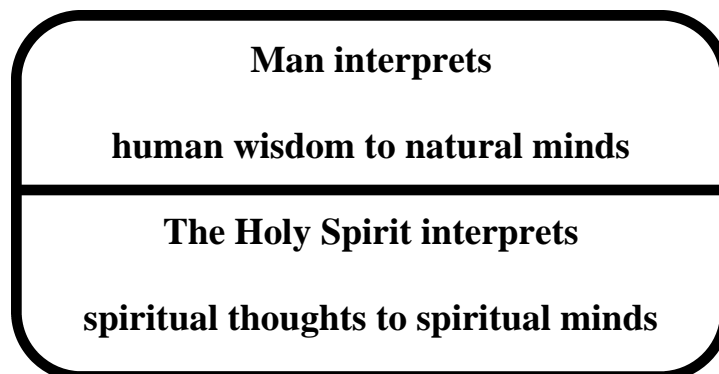 Man interprets
human wisdom to natural minds
The Holy Spirit interprets
spiritual thoughts to spiritual minds